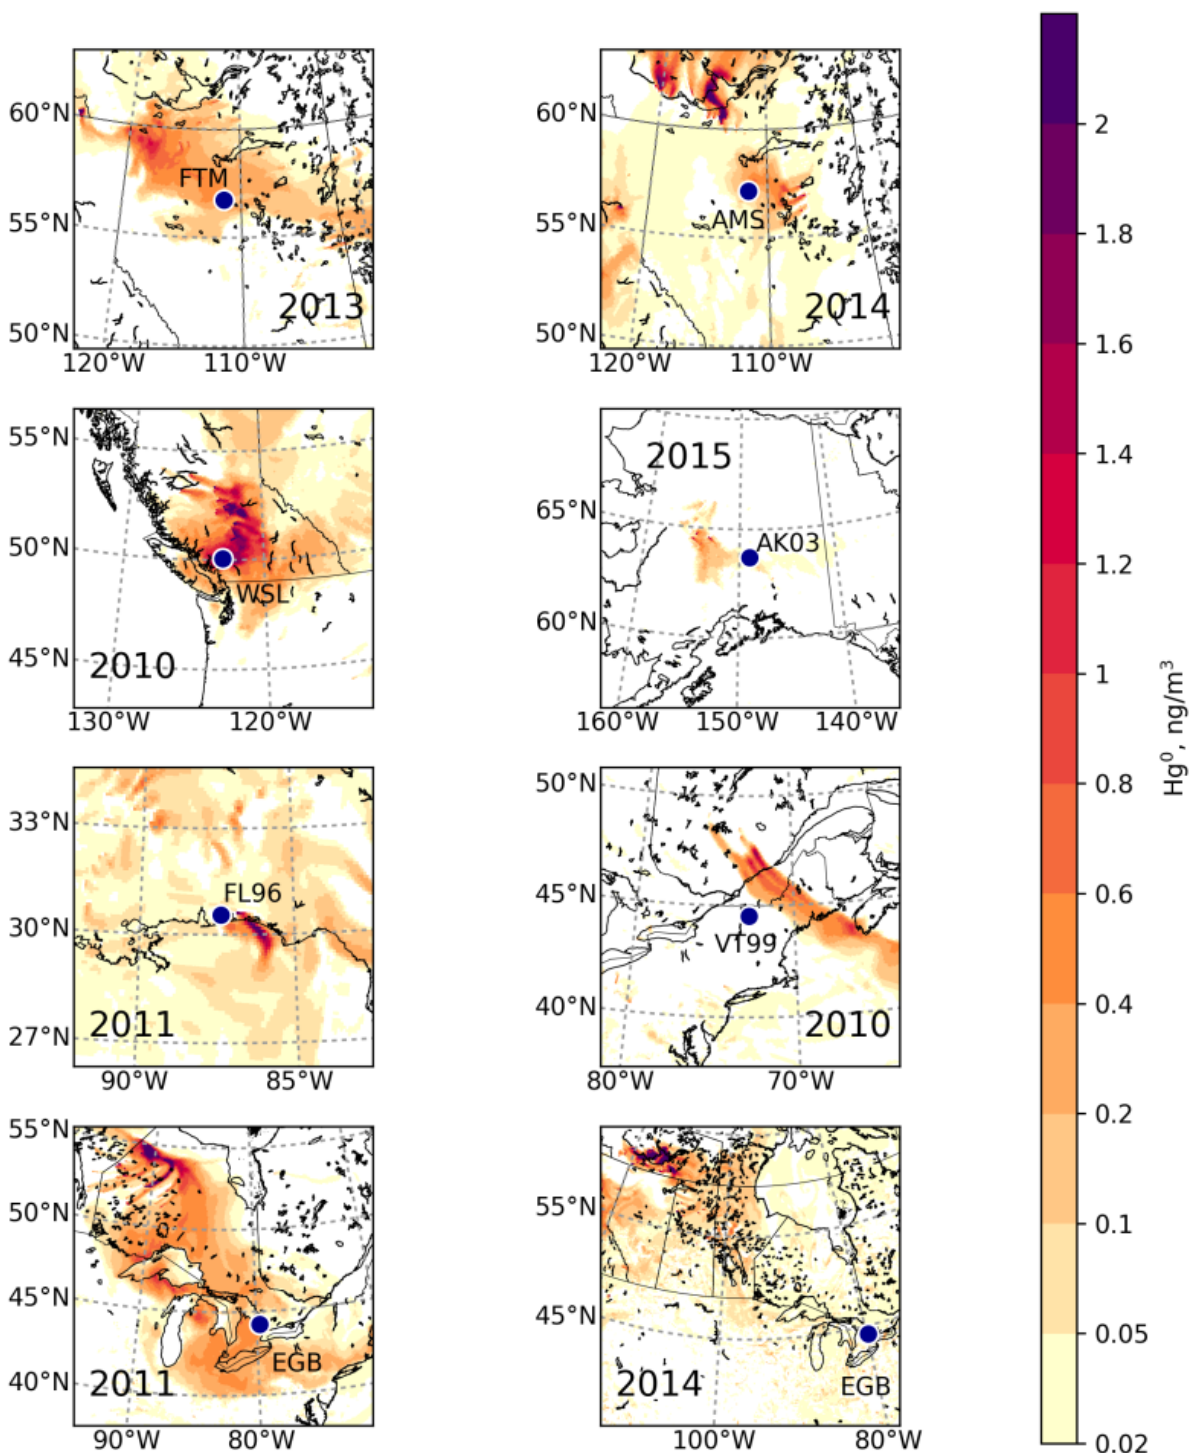 60°N
55°N
50°N
120°W 110°W
FTM
2013
60°N
55°N
50°N
120°W 110°W
AMS
2014
55°N
50°N
45°N
130°W 120°W
WSL
2010
65°N
60°N
160°W 150°W 140°W
2015
AK03
33°N
30°N
27°N
90°W 85°W
FL96
2011
50°N
45°N
40°N
80°W 70°W
VT99
2010
55°N
50°N
45°N
40°N
90°W 80°W
EGB
2011
55°N
45°N
100°W 80°W
2014
EGB
2
1.8
1.6
1.4
1.2
1
0.8
0.6
0.4
0.2
0.1
0.05
0.02
Hg⁰, ng/m³